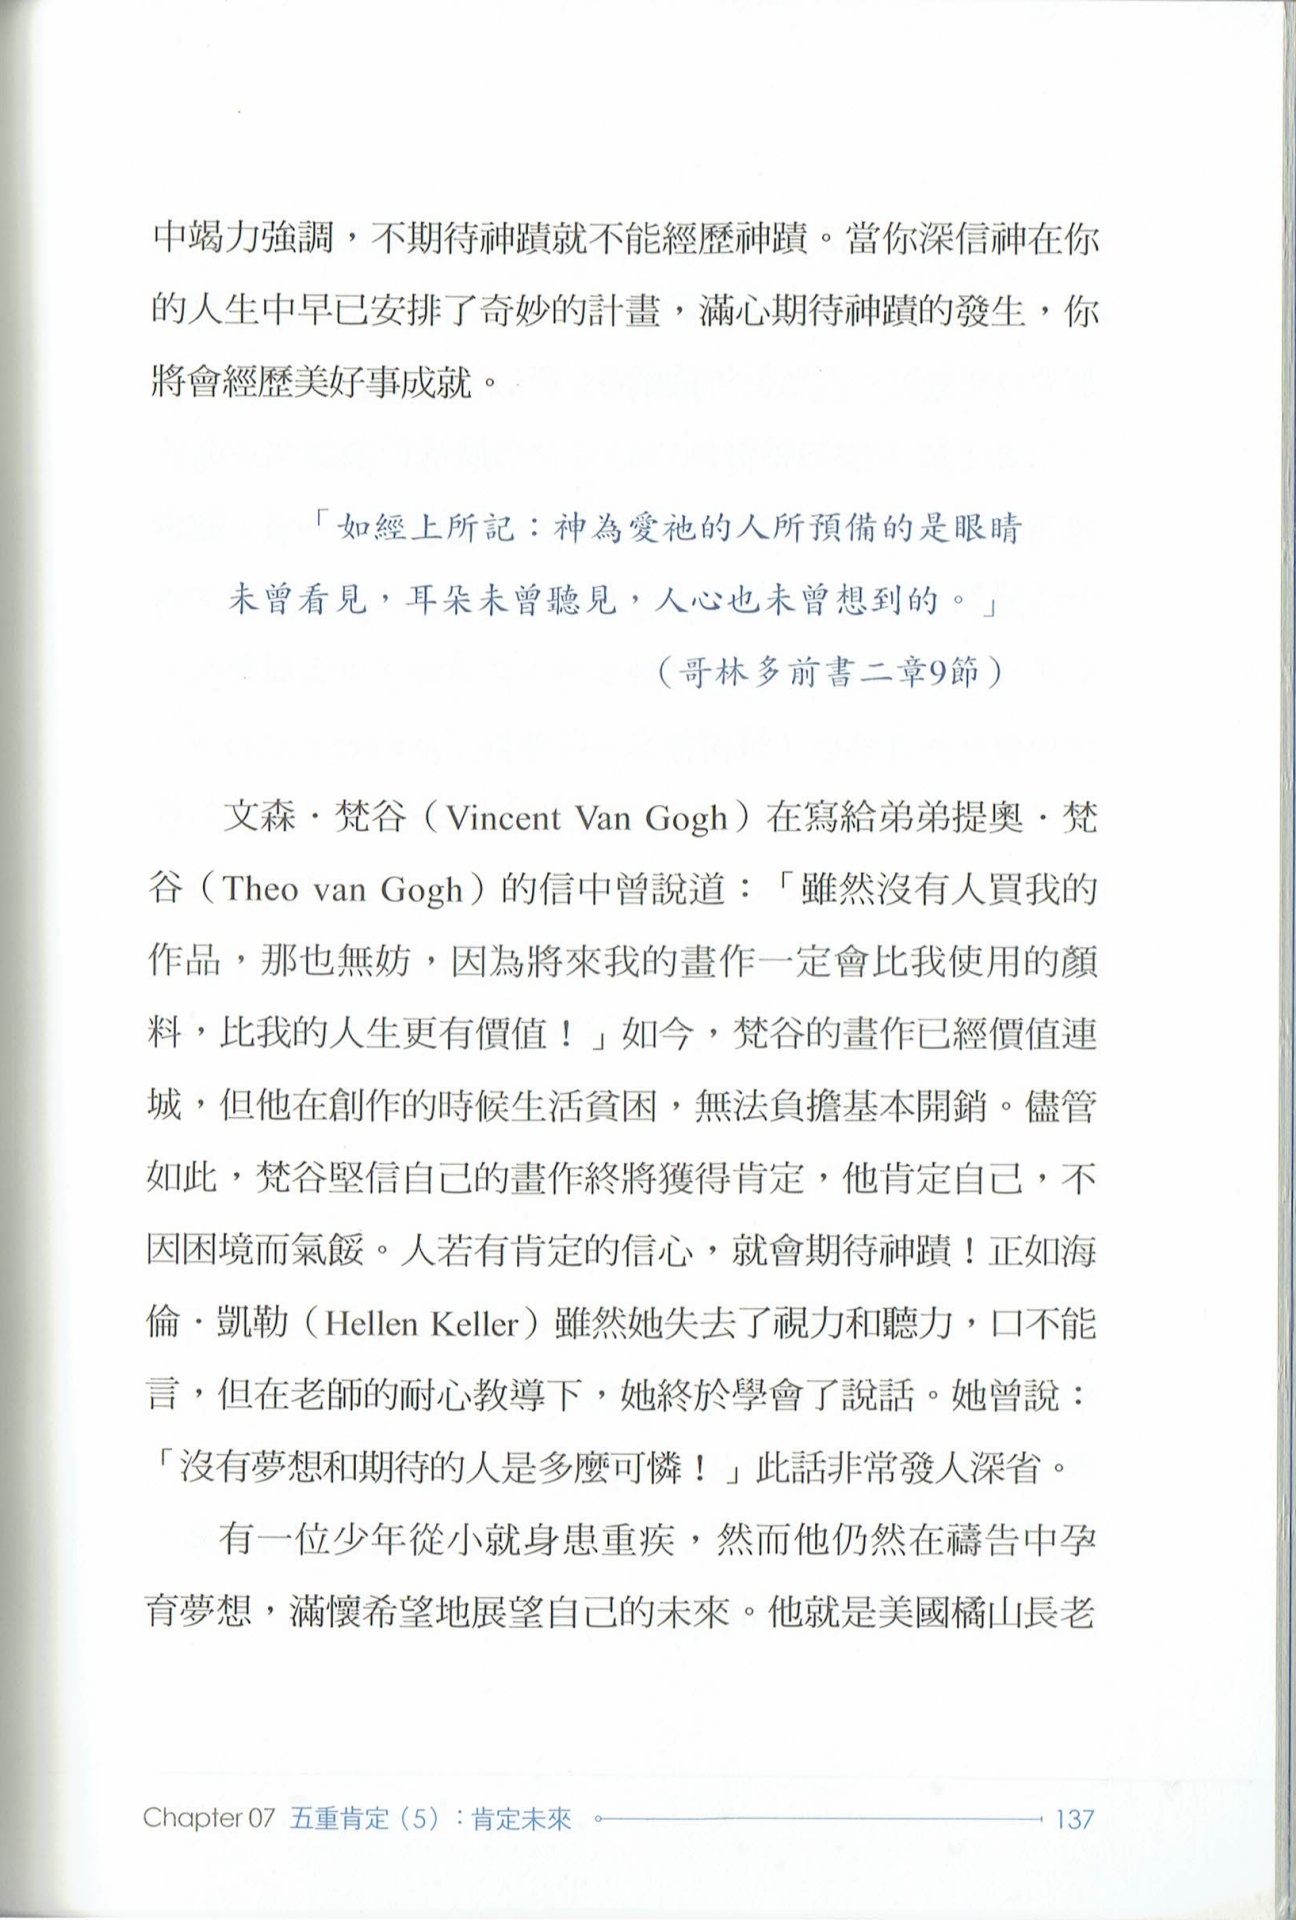 中竭力強調，不期待神蹟就不能經歷神蹟。當你深信神在你
的人生中早已安排了奇妙的計畫，滿心期待神蹟的發生，你
將會經歷美好事成就。
「如經上所記：神為愛祂的人所預備的是眼睛
未曾看見，耳朵未曾聽見，人心也未曾想到的。」
（哥林多前書二章9節）
文森．梵谷（Vincent Van Gogh）在寫給弟弟提奧．梵
谷（Theo van Gogh）的信中曾說道：「雖然沒有人買我的
作品，那也無妨，因為將來我的畫作一定會比我使用的顏
料，比我的人生更有價值！」如今，梵谷的畫作已經價值連
城，但他在創作的時候生活貧困，無法負擔基本開銷。儘管
如此，梵谷堅信自己的畫作終將獲得肯定，他肯定自己，不
因困境而氣餒。人若有肯定的信心，就會期待神蹟！正如海
倫．凱勒（Hellen Keller）雖然她失去了視力和聽力，口不能
言，但在老師的耐心教導下，她終於學會了說話。她曾說：
「沒有夢想和期待的人是多麼可憐！」此話非常發人深省。
有一位少年從小就身患重疾，然而他仍然在禱告中孕
育夢想，滿懷希望地展望自己的未來。他就是美國橘山長老
Chapter 07 五重肯定（5）：肯定未來 137